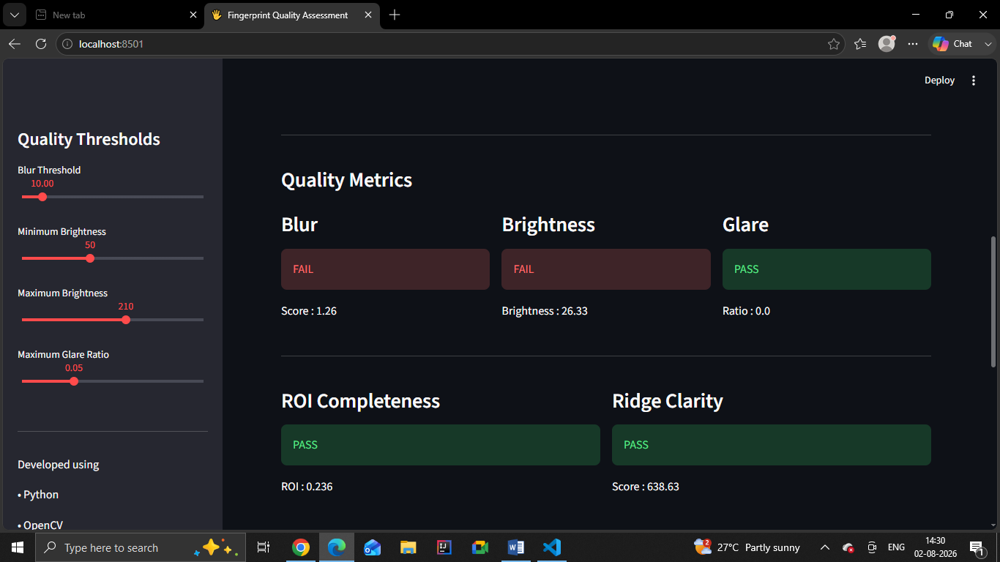 New tab
Fingerprint Quality Assessment
localhost:8501
Chat
Deploy
Quality Thresholds
Blur Threshold
10.00
Minimum Brightness
50
Maximum Brightness
210
Maximum Glare Ratio
0.05
Developed using
• Python
• OpenCV
Quality Metrics
Blur
Brightness
Glare
FAIL
FAIL
PASS
Score : 1.26
Brightness : 26.33
Ratio : 0.0
ROI Completeness
Ridge Clarity
PASS
PASS
ROI : 0.236
Score : 638.63
Type here to search
2
27°C Partly sunny
ENG
14:30
02-08-2026
1